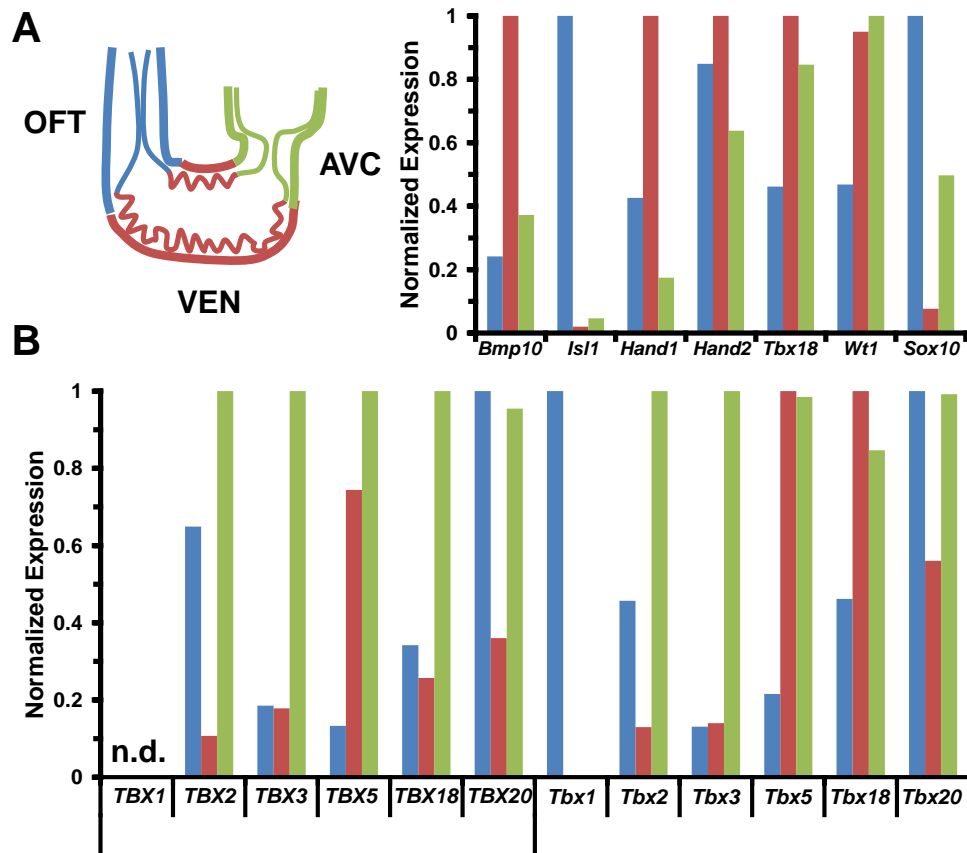 A
OFT
AVC
VEN
Normalized Expression
1
0.8
0.6
0.4
0.2
0
Bmp10 Isl1 Hand1 Hand2 Tbx18 Wt1 Sox10
B
Normalized Expression
1
0.8
0.6
0.4
0.2
0
n.d.
TBX1 TBX2 TBX3 TBX5 TBX18 TBX20 Tbx1 Tbx2 Tbx3 Tbx5 Tbx18 Tbx20